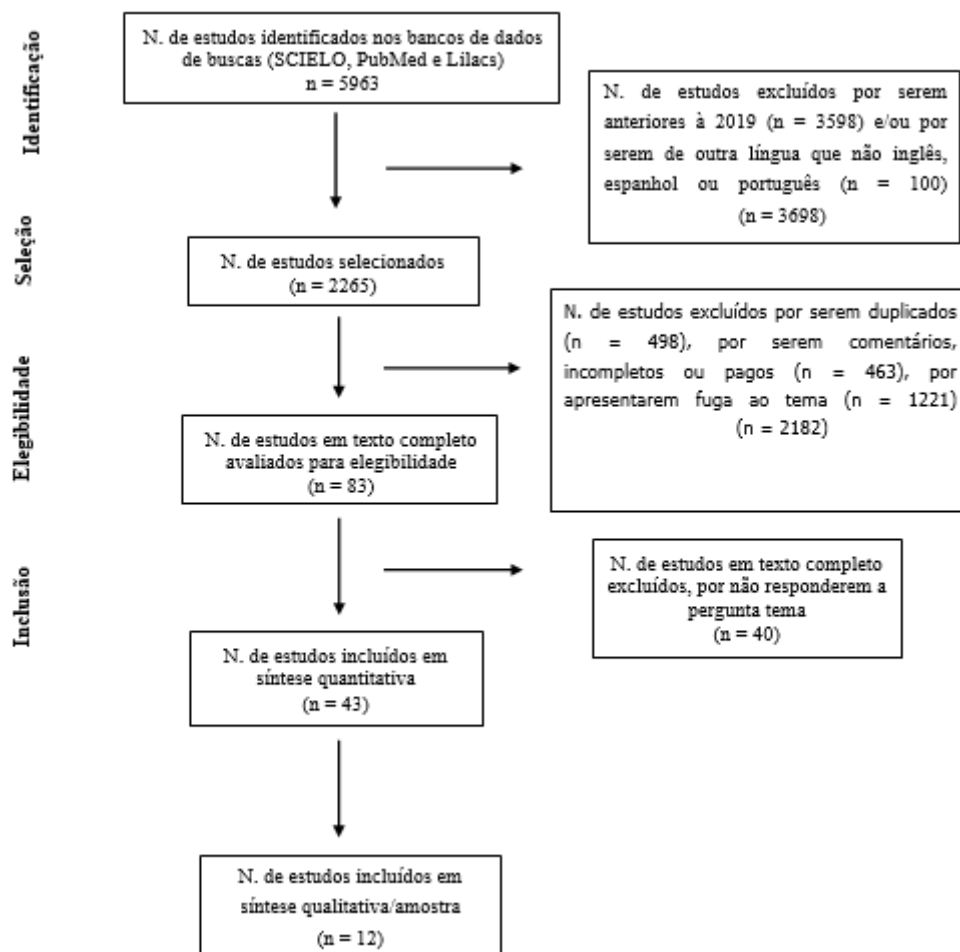 Identificação
N. de estudos identificados nos bancos de dados
de buscas (SCIELO, PubMed e Lilacs)
n = 5963
N. de estudos excluídos por serem
anteriores à 2019 (n = 3598) e/ou por
serem de outra língua que não inglês,
espanhol ou português (n = 100)
(n = 3698)
Seleção
N. de estudos selecionados
(n = 2265)
N. de estudos excluídos por serem duplicados
(n = 498), por serem comentários,
incompletos ou pagos (n = 463), por
apresentarem fuga ao tema (n = 1221)
(n = 2182)
Elegibilidade
N. de estudos em texto completo
avaliados para elegibilidade
(n = 83)
Inclusão
N. de estudos em texto completo
excluídos, por não responderem a
pergunta tema
(n = 40)
N. de estudos incluídos em
síntese quantitativa
(n = 43)
N. de estudos incluídos em
síntese qualitativa/amostra
(n = 12)